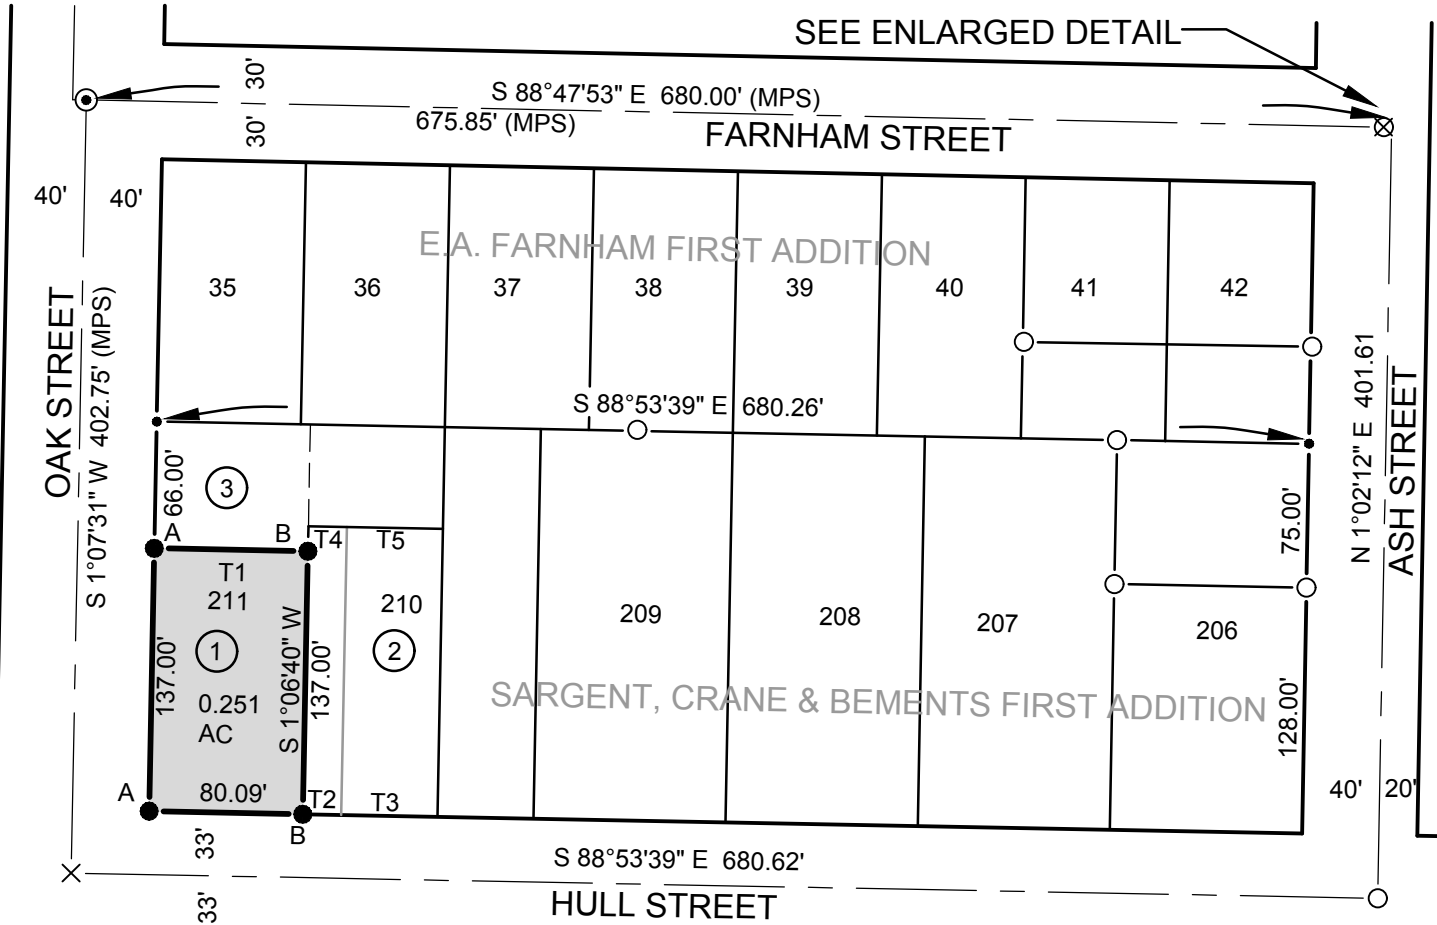 SEE ENLARGED DETAIL
30'
S 88°47'53" E  680.00' (MPS)
30'
675.85' (MPS)
FARNHAM STREET
40'
40'
E.A. FARNHAM FIRST ADDITION
35
36
37
38
39
40
41
42
OAK STREET
S 1°07'31" W  402.75' (MPS)
S 88°53'39" E  680.26'
N 1°02'12" E  401.61
ASH STREET
66.00'
3
75.00'
A
B
T4
T5
T1
211
210
209
208
207
206
1
2
137.00'
S 1°06'40" W
137.00'
0.251
AC
SARGENT, CRANE & BEMENTS FIRST ADDITION
128.00'
A
80.09'
T2
T3
40'
20'
B
33'
S 88°53'39" E  680.62'
33'
HULL STREET